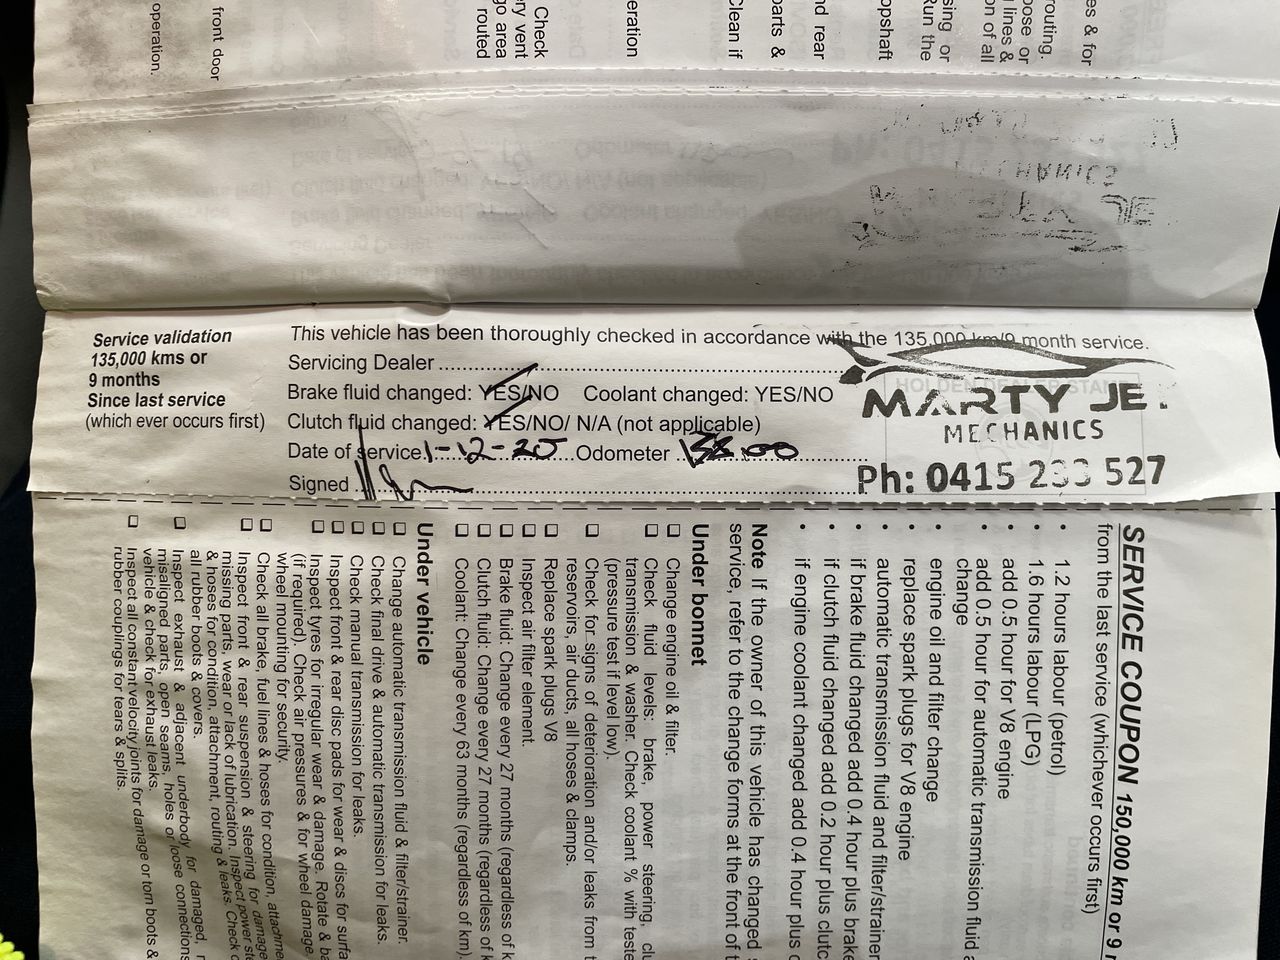 Service validation
135,000 kms or
9 months
Since last service
(which ever occurs first)
This vehicle has been thoroughly checked in accordance with the 135,000 km/9 month service.
Servicing Dealer
Brake fluid changed: YES/NO Coolant changed: YES/NO
Clutch fluid changed: YES/NO/ N/A (not applicable)
Date of service 1-12-20 Odometer
Signed
MARTY JE.
MECHANICS
Ph: 0415 233 527
SERVICE COUPON 150,000 km or 9
from the last service (whichever occurs first)
• 1.2 hours labour (petrol)
• 1.6 hours labour (LPG)
• add 0.5 hour for V8 engine
• add 0.5 hour for automatic transmission fluid
change
• engine oil and filter change
• replace spark plugs for V8 engine
• automatic transmission fluid and filter/strainer
• if brake fluid changed add 0.4 hour plus brake
• if clutch fluid changed add 0.2 hour plus
• if engine coolant changed add 0.4 hour plus
Note If the owner of this vehicle has changed
service, refer to the change forms at the front of
Under bonnet
Change engine oil & filter.
Check fluid levels: brake, power steering,
transmission & washer. Check coolant % with
(pressure test if level low).
Check for signs of deterioration and/or leaks from
reservoirs, air ducts, all hoses & clamps.
Replace spark plugs V8
Inspect air filter element.
Brake fluid: Change every 27 months (regardless of
Clutch fluid: Change every 27 months (regardless of
Coolant: Change every 63 months (regardless of km).
Under vehicle
Change automatic transmission fluid & filter/strainer.
Check final drive & automatic transmission for leaks.
Check manual transmission for leaks.
Inspect front & rear disc pads for wear & discs for
Inspect tyres for irregular wear & damage. Rotate &
(if required). Check air pressures & for wheel damage.
wheel mounting for security.
Check all brake, fuel lines & hoses for condition,
& hoses for condition, attachment, routing & leaks. Check
Inspect front & rear suspension & steering for damage
missing parts, wear or lack of lubrication. Inspect power
all rubber boots & covers.
Inspect exhaust & adjacent underbody for damaged,
misaligned parts, open seams, holes or loose connections
vehicle & check for exhaust leaks.
Inspect all constant velocity joints for damage or torn boots &
rubber couplings for tears & splits.
es & for
routing.
lines &
on of all
sing or
Run the
opshaft
nd rear
parts &
Clean if
eration
Check
ry vent
go area
routed
front door
operation.